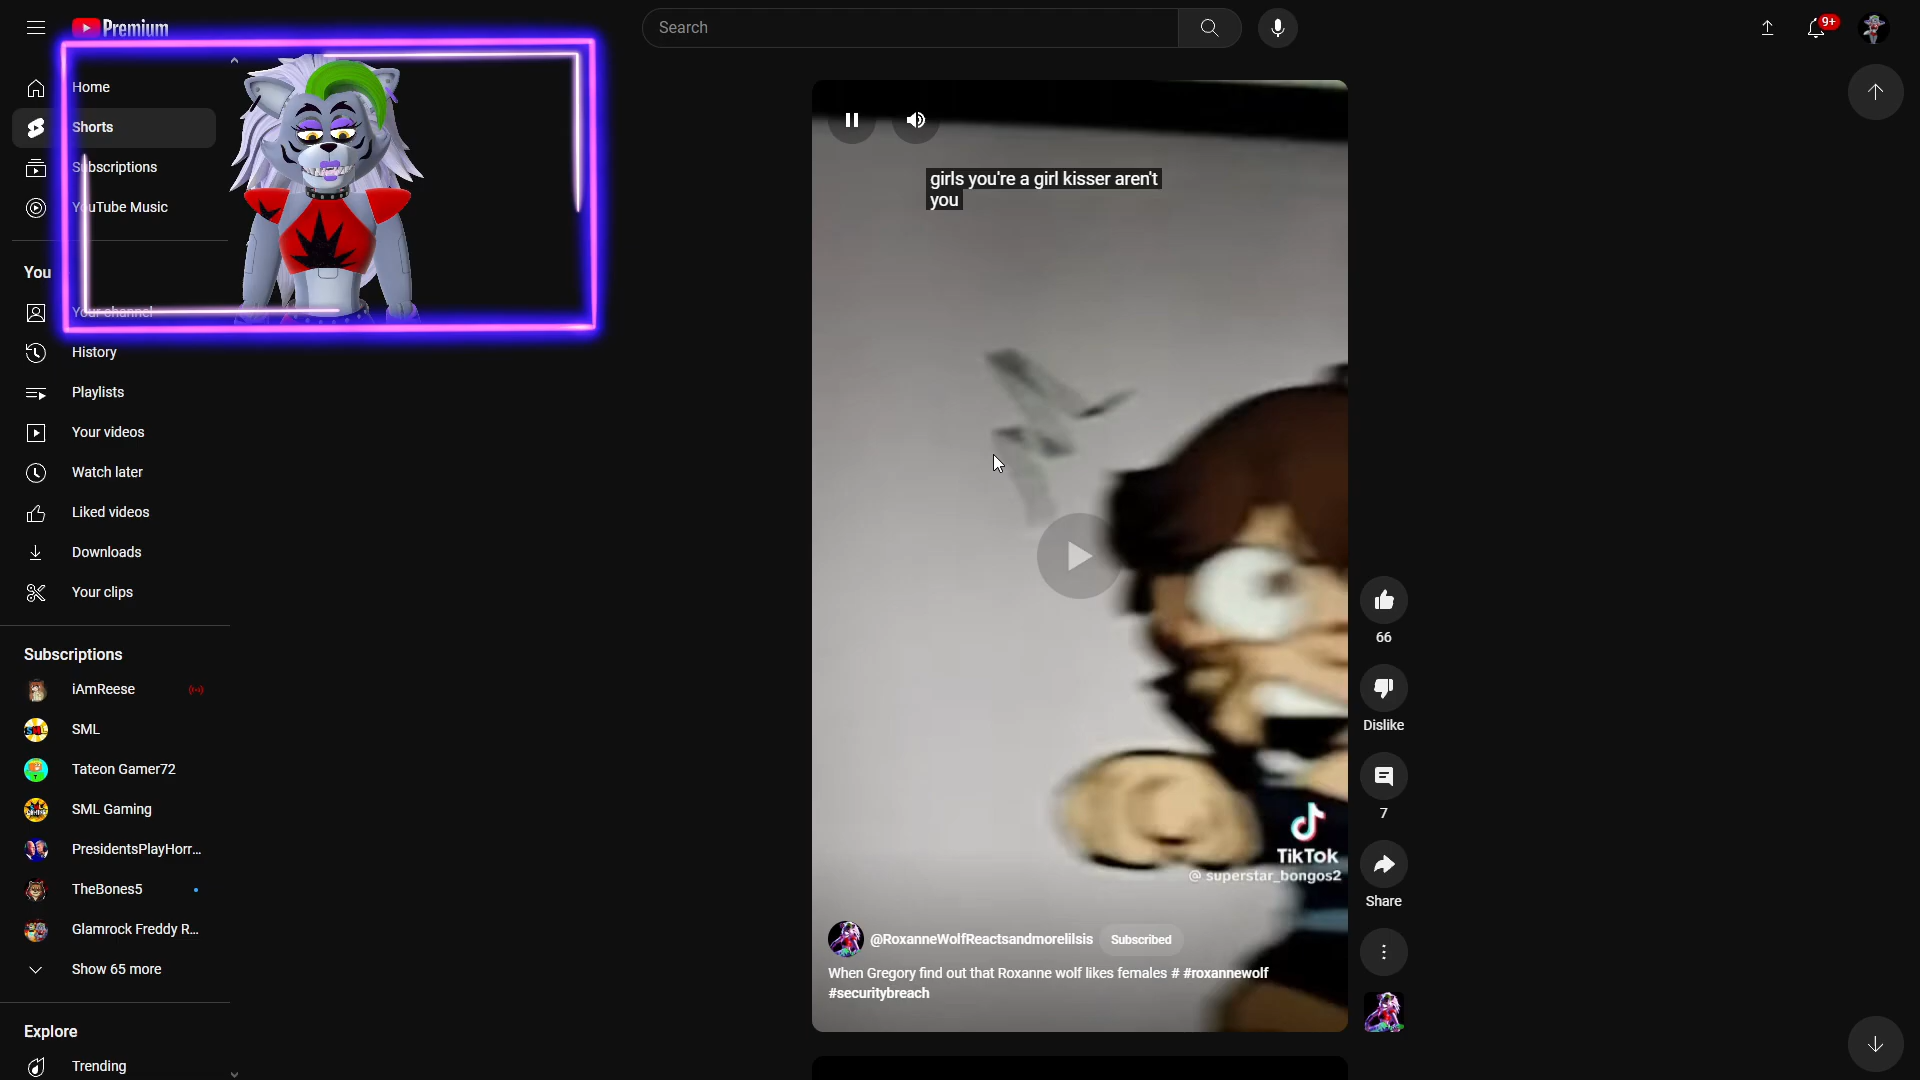 Premium
Search
9+
Home
Shorts
Subscriptions
YouTube Music
You
Your channel
History
Playlists
Your videos
Watch later
Liked videos
Downloads
Your clips
Subscriptions
iAmReese
SML
Tateon Gamer72
SML Gaming
PresidentsPlayHorr...
TheBones5
Glamrock Freddy R...
Show 65 more
Explore
Trending
girls you're a girl kisser aren't
you
TikTok
@ superstar_bongos2
@RoxanneWolfReactsandmorelilsis
Subscribed
When Gregory find out that Roxanne wolf likes females # #roxannewolf
#securitybreach
66
Dislike
7
Share